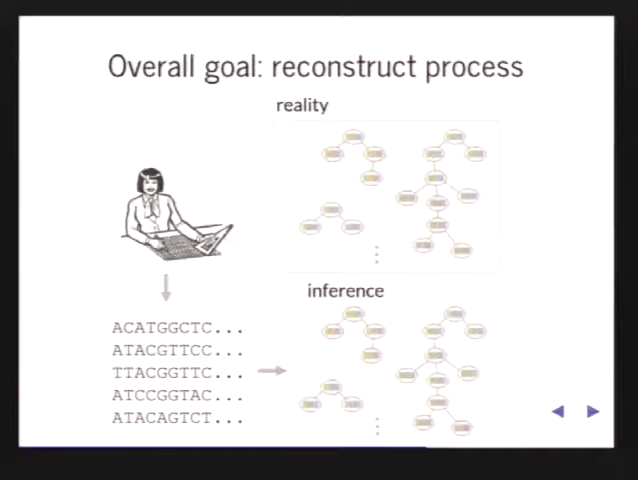 Overall goal: reconstruct process
reality
inference
ACATGGCTC...
ATACGTTCC...
TTACGGTTC...
ATCCGGTAC...
ATACAGTCT...